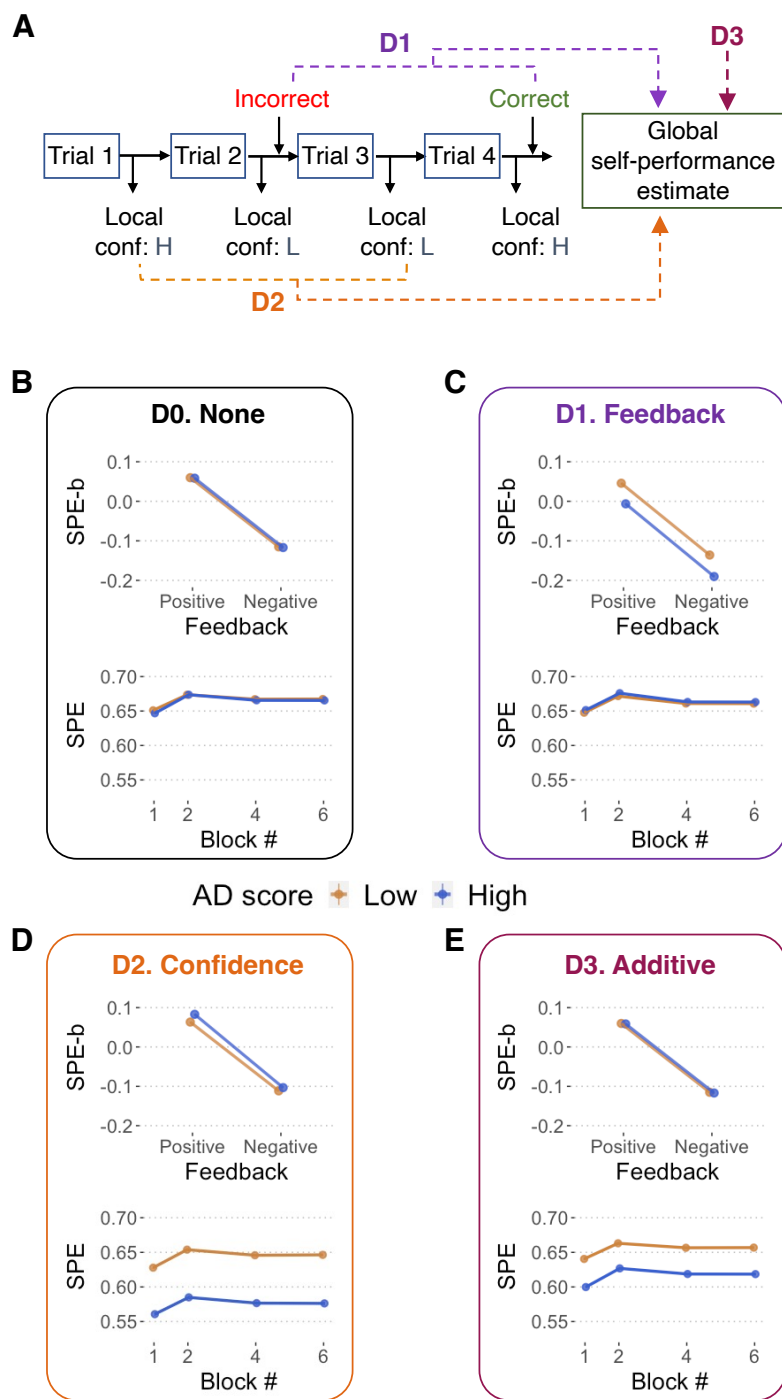 A
D1
D3
Incorrect
Correct
Trial 1
Trial 2
Trial 3
Trial 4
Global
self-performance
estimate
Local
conf: H
Local
conf: L
Local
conf: L
Local
conf: H
D2
B
D0. None
SPE-b
0.1
0.0
-0.1
-0.2
Positive
Negative
Feedback
SPE
0.70
0.65
0.60
0.55
1
2
4
6
Block #
C
D1. Feedback
SPE-b
0.1
0.0
-0.1
-0.2
Positive
Negative
Feedback
SPE
0.70
0.65
0.60
0.55
1
2
4
6
Block #
AD score
Low
High
D
D2. Confidence
SPE-b
0.1
0.0
-0.1
-0.2
Positive
Negative
Feedback
SPE
0.70
0.65
0.60
0.55
1
2
4
6
Block #
E
D3. Additive
SPE-b
0.1
0.0
-0.1
-0.2
Positive
Negative
Feedback
SPE
0.70
0.65
0.60
0.55
1
2
4
6
Block #